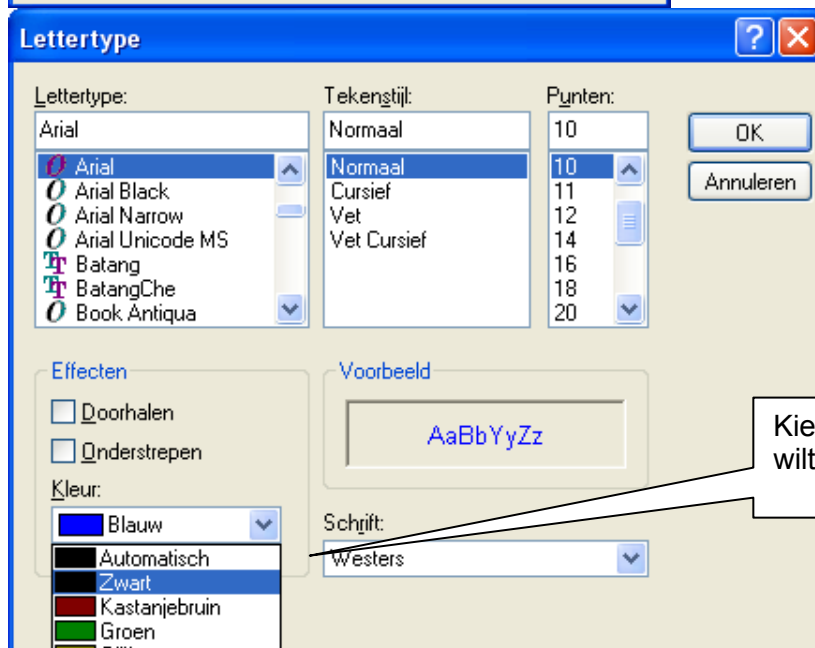 Lettertype
Lettertype: Tekenstijl: Punten:
Arial Normaal 10 OK
Arial Normaal 10 Annuleren
Arial Black Cursief 11
Arial Narrow Vet 12
Arial Unicode MS Vet Cursief 14
Batang 16
BatangChe 18
Book Antiqua 20
Effecten Voorbeeld
Doorhalen
AaBbYyZz
Onderstrepen
Kleur:
Kie
wilt
Blauw Schrift:
Automatisch Westers
Zwart
Kastanjebruin
Groen